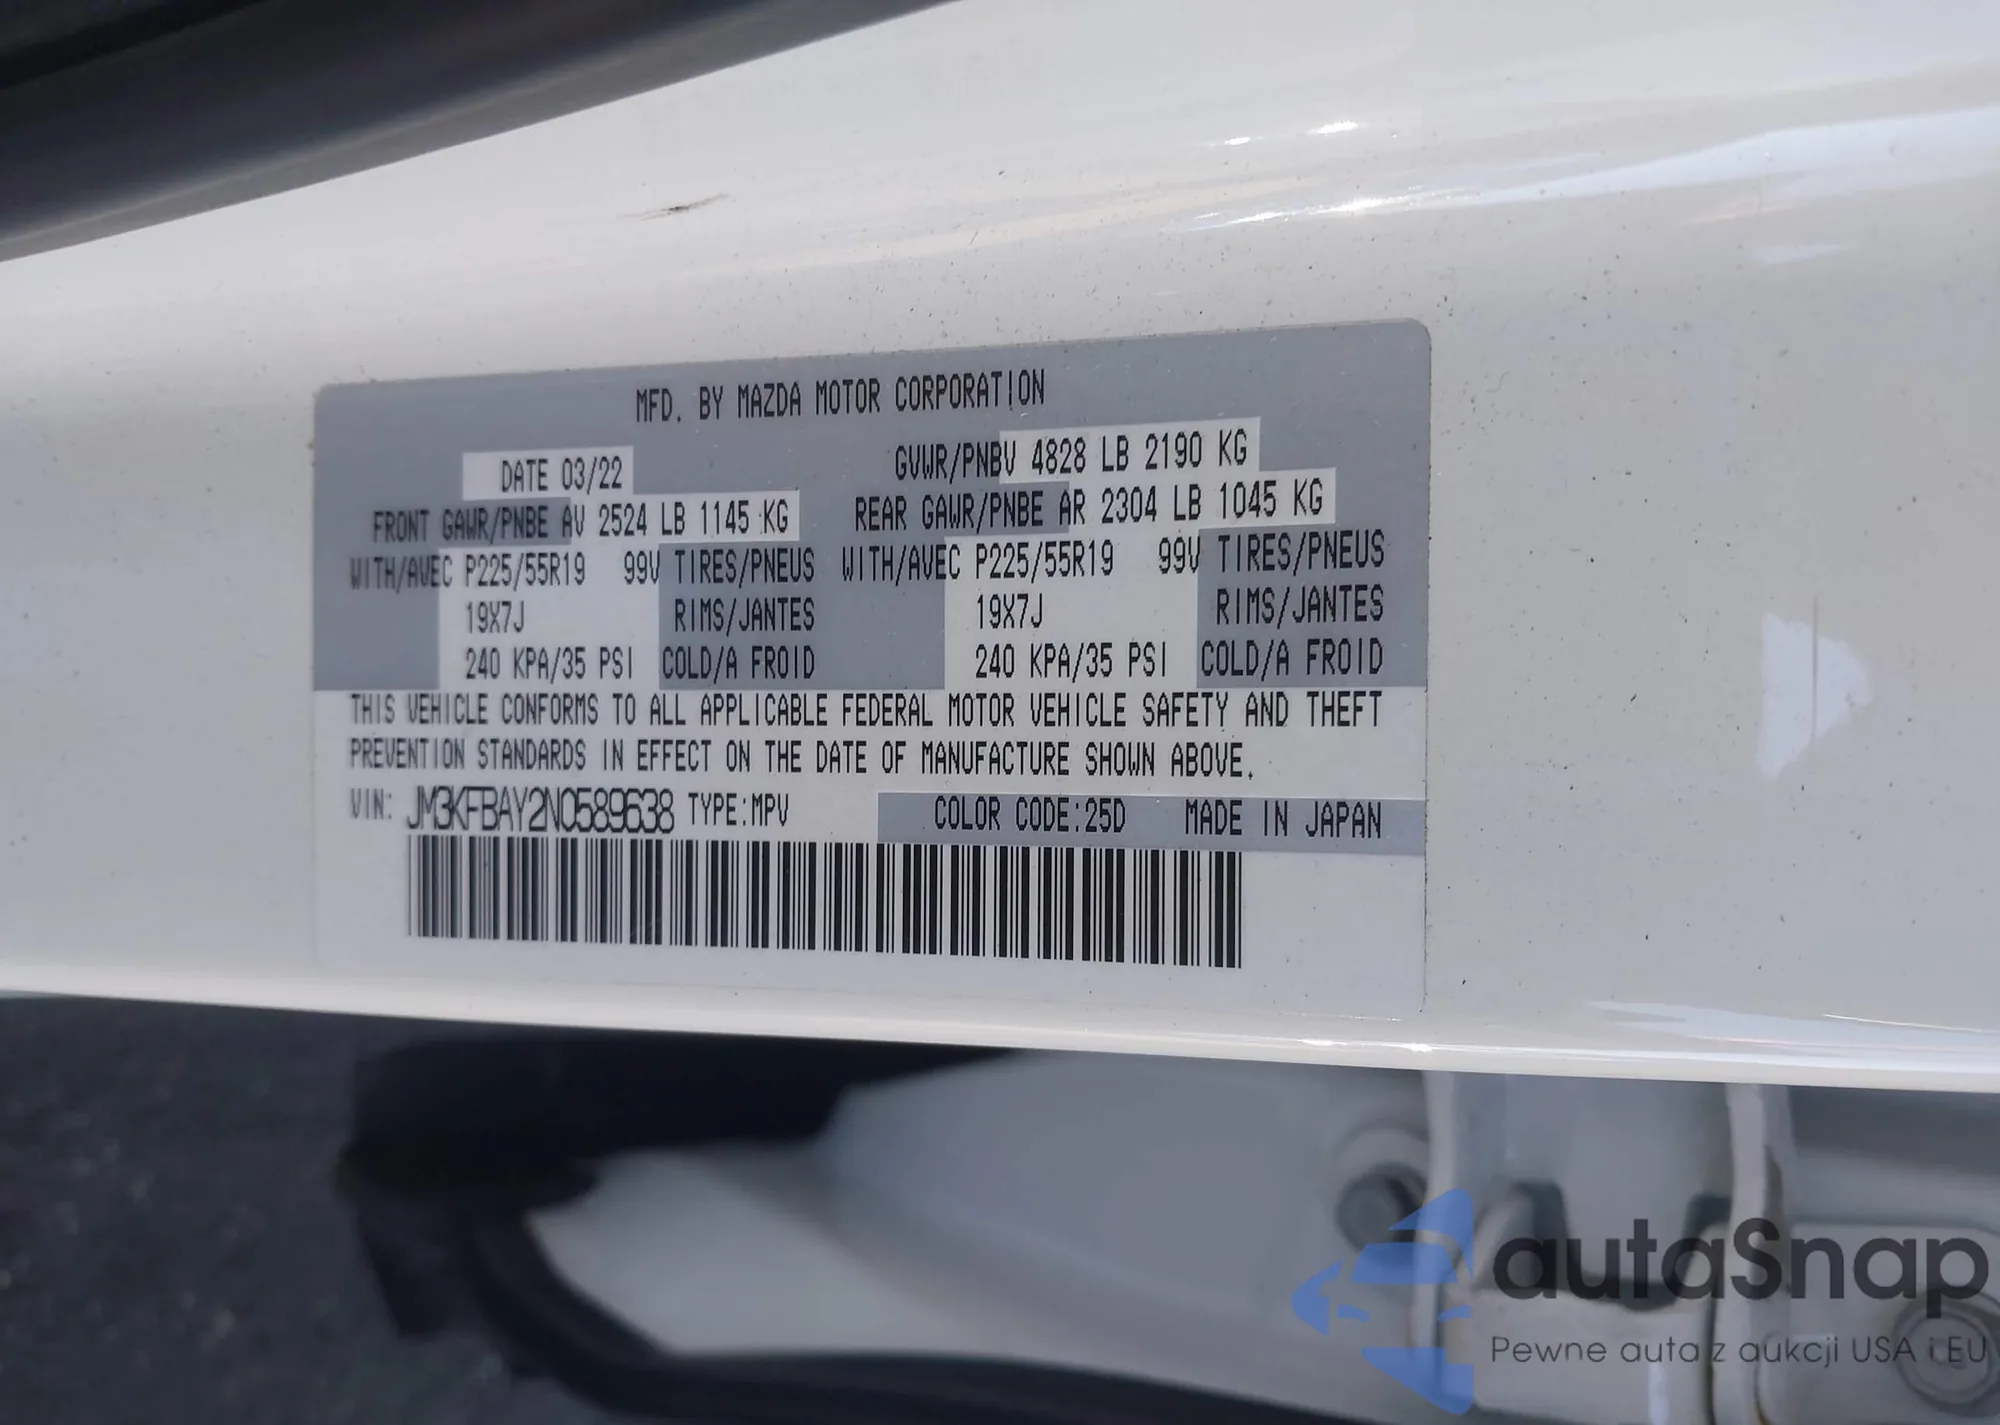 MFD. BY MAZDA MOTOR CORPORATION
DATE 03/22 GVWR/PNBV 4828 LB 2190 KG
FRONT GAWR/PNBE AV 2524 LB 1145 KG REAR GAWR/PNBE AR 2304 LB 1045 KG
WITH/AVEC P225/55R19 99V TIRES/PNEUS WITH/AVEC P225/55R19 99V TIRES/PNEUS
19X7J RIMS/JANTES 19X7J RIMS/JANTES
240 KPA/35 PSI COLD/A FROID 240 KPA/35 PSI COLD/A FROID
THIS VEHICLE CONFORMS TO ALL APPLICABLE FEDERAL MOTOR VEHICLE SAFETY AND THEFT
PREVENTION STANDARDS IN EFFECT ON THE DATE OF MANUFACTURE SHOWN ABOVE.
VIN: JM3KFBAY2N0589638 TYPE:MPV COLOR CODE:25D MADE IN JAPAN
autaSnap
Pewne auta z aukcji USA i EU